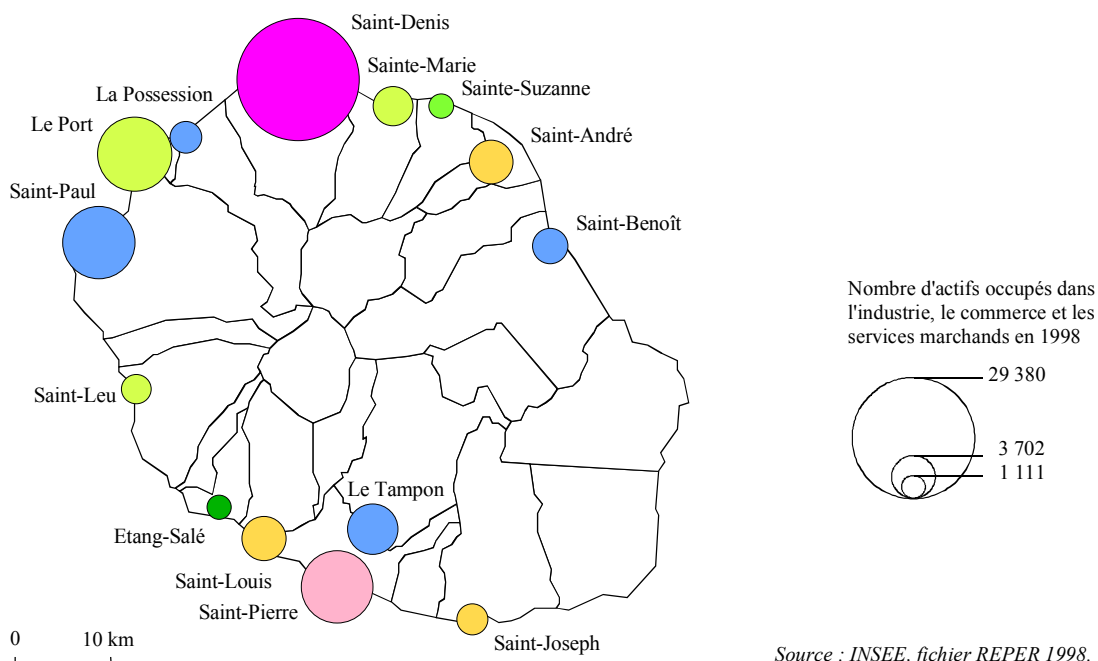 Saint-Denis
Sainte-Marie
Sainte-Suzanne
La Possession
Le Port
Saint-André
Saint-Paul
Saint-Benoît
Nombre d'actifs occupés dans
l'industrie, le commerce et les
services marchands en 1998
29 380
Saint-Leu
3 702
1 111
Le Tampon
Etang-Salé
Saint-Louis
Saint-Pierre
Saint-Joseph
0 10 km
Source : INSEE, fichier REPER 1998.